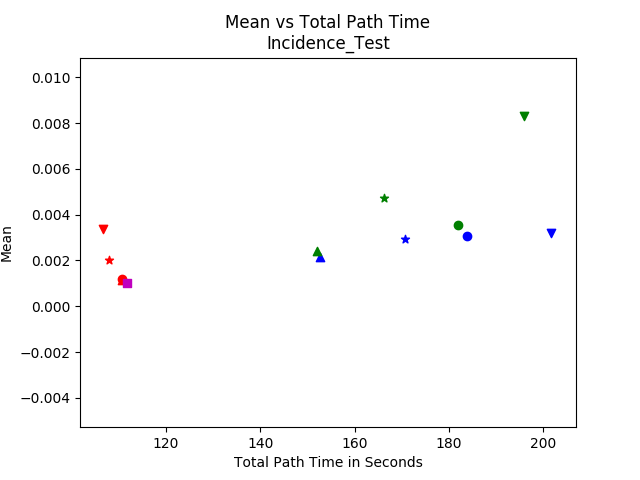 Mean vs Total Path Time
Incidence_Test
0.010
0.008
0.006
0.004
0.002
0.000
−0.002
−0.004
Mean
120 140 160 180 200
Total Path Time in Seconds